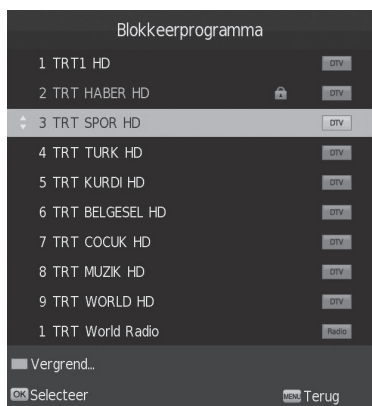 Blokkeerprogramma
1 TRT1 HD DTV
2 TRT HABER HD DTV
3 TRT SPOR HD DTV
4 TRT TURK HD DTV
5 TRT KURDI HD DTV
6 TRT BELGESEL HD DTV
7 TRT COCUK HD DTV
8 TRT MUZIK HD DTV
9 TRT WORLD HD DTV
1 TRT World Radio Radio
Vergrend...
OK Selecteer MENU Terug